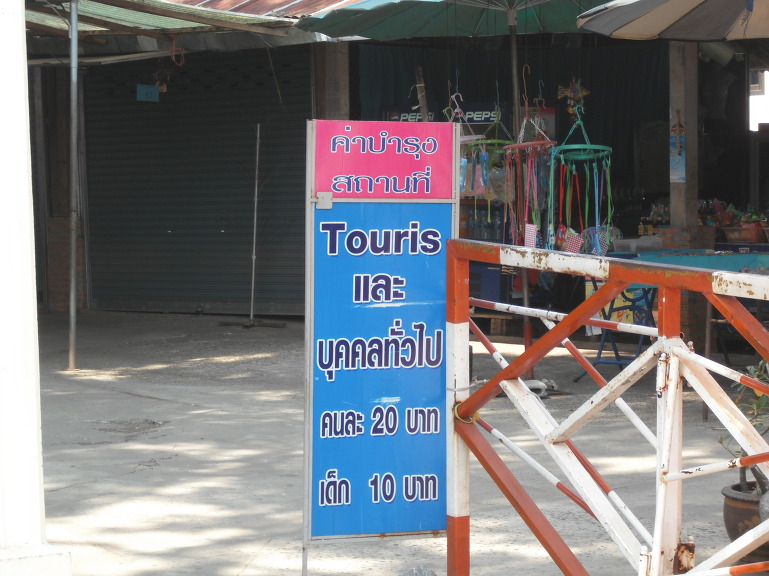 PEPSI
PEPS
ค่าบำรุง
สถานที่
Touris
และ
บุคคลทั่วไป
คนละ 20 บาท
เด็ก 10 บาท